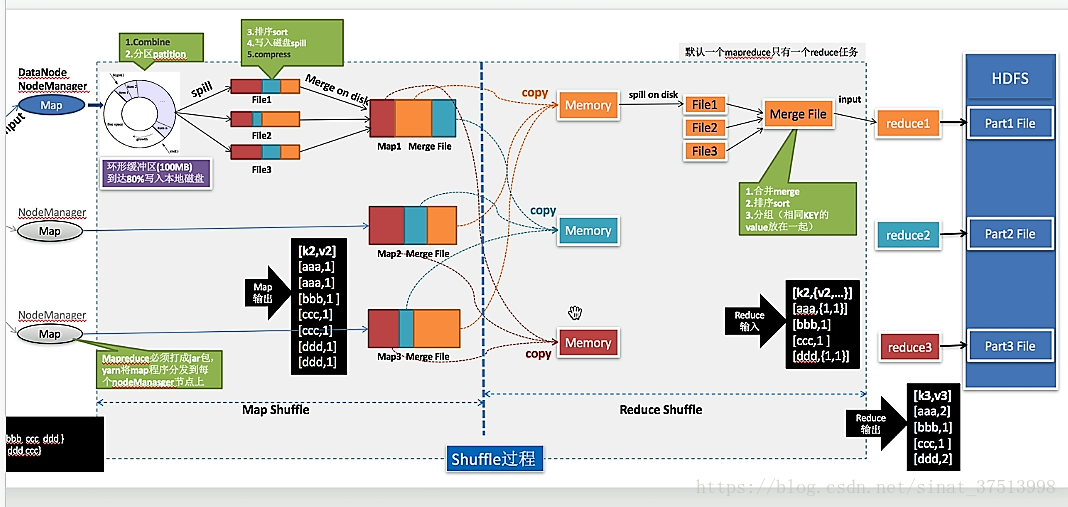 1.Combine
2.分区patition
3.排序sort
4.写入磁盘spill
5.compress
默认一个mapreduce只有一个reduce任务
DataNode
NodeManager
Map
input
spill
File1
File2
File3
Merge on disk
Map1 Merge File
环形缓冲区(100MB)
到达80%写入本地磁盘
copy
Memory
spill on disk
File1
File2
File3
Merge File
input
reduce1
HDFS
Part1 File
1.合并merge
2.排序sort
3.分组（相同KEY的
value放在一起）
NodeManager
Map
Map2 Merge File
copy
Memory
reduce2
Part2 File
Map
输出
[k2,v2]
[aaa,1]
[aaa,1]
[bbb,1 ]
[ccc,1]
[ccc,1]
[ddd,1]
[ddd,1]
NodeManager
Map
Map3 Merge File
copy
Memory
Reduce
输入
[k2,{v2,...}]
[aaa,{1,1}]
[bbb,1]
[ccc,1 ]
[ddd,{1,1}]
reduce3
Part3 File
Mapreduce必须打成jar包,
yarn将map程序分发到每
个nodeManasger节点上
Map Shuffle
Reduce Shuffle
Reduce
输出
[k3,v3]
[aaa,2]
[bbb,1]
[ccc,1 ]
[ddd,2]
bbb, ccc, ddd }
ddd,ccc}
Shuffle过程
https://blog.csdn.net/sinat_37513998